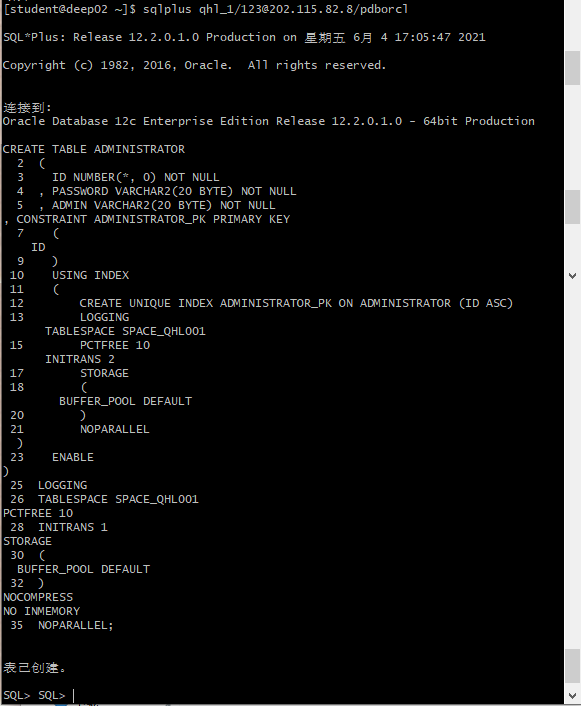 [student@deep02 ~]$ sqlplus qhl_1/123@202.115.82.8/pdborcl
SQL*Plus: Release 12.2.0.1.0 Production on 星期五 6月 4 17:05:47 2021
Copyright (c) 1982, 2016, Oracle.  All rights reserved.
连接到:
Oracle Database 12c Enterprise Edition Release 12.2.0.1.0 - 64bit Production
CREATE TABLE ADMINISTRATOR
  2  (
  3    ID NUMBER(*, 0) NOT NULL
  4  , PASSWORD VARCHAR2(20 BYTE) NOT NULL
  5  , ADMIN VARCHAR2(20 BYTE) NOT NULL
, CONSTRAINT ADMINISTRATOR_PK PRIMARY KEY
  7    (
    ID
  9    )
 10    USING INDEX
 11    (
 12        CREATE UNIQUE INDEX ADMINISTRATOR_PK ON ADMINISTRATOR (ID ASC)
 13        LOGGING
      TABLESPACE SPACE_QHL001
 15        PCTFREE 10
      INITRANS 2
 17        STORAGE
 18        (
        BUFFER_POOL DEFAULT
 20        )
 21        NOPARALLEL
  )
 23    ENABLE
)
 25  LOGGING
 26  TABLESPACE SPACE_QHL001
PCTFREE 10
 28  INITRANS 1
STORAGE
 30  (
  BUFFER_POOL DEFAULT
 32  )
NOCOMPRESS
NO INMEMORY
 35  NOPARALLEL;
表已创建。
SQL> SQL>